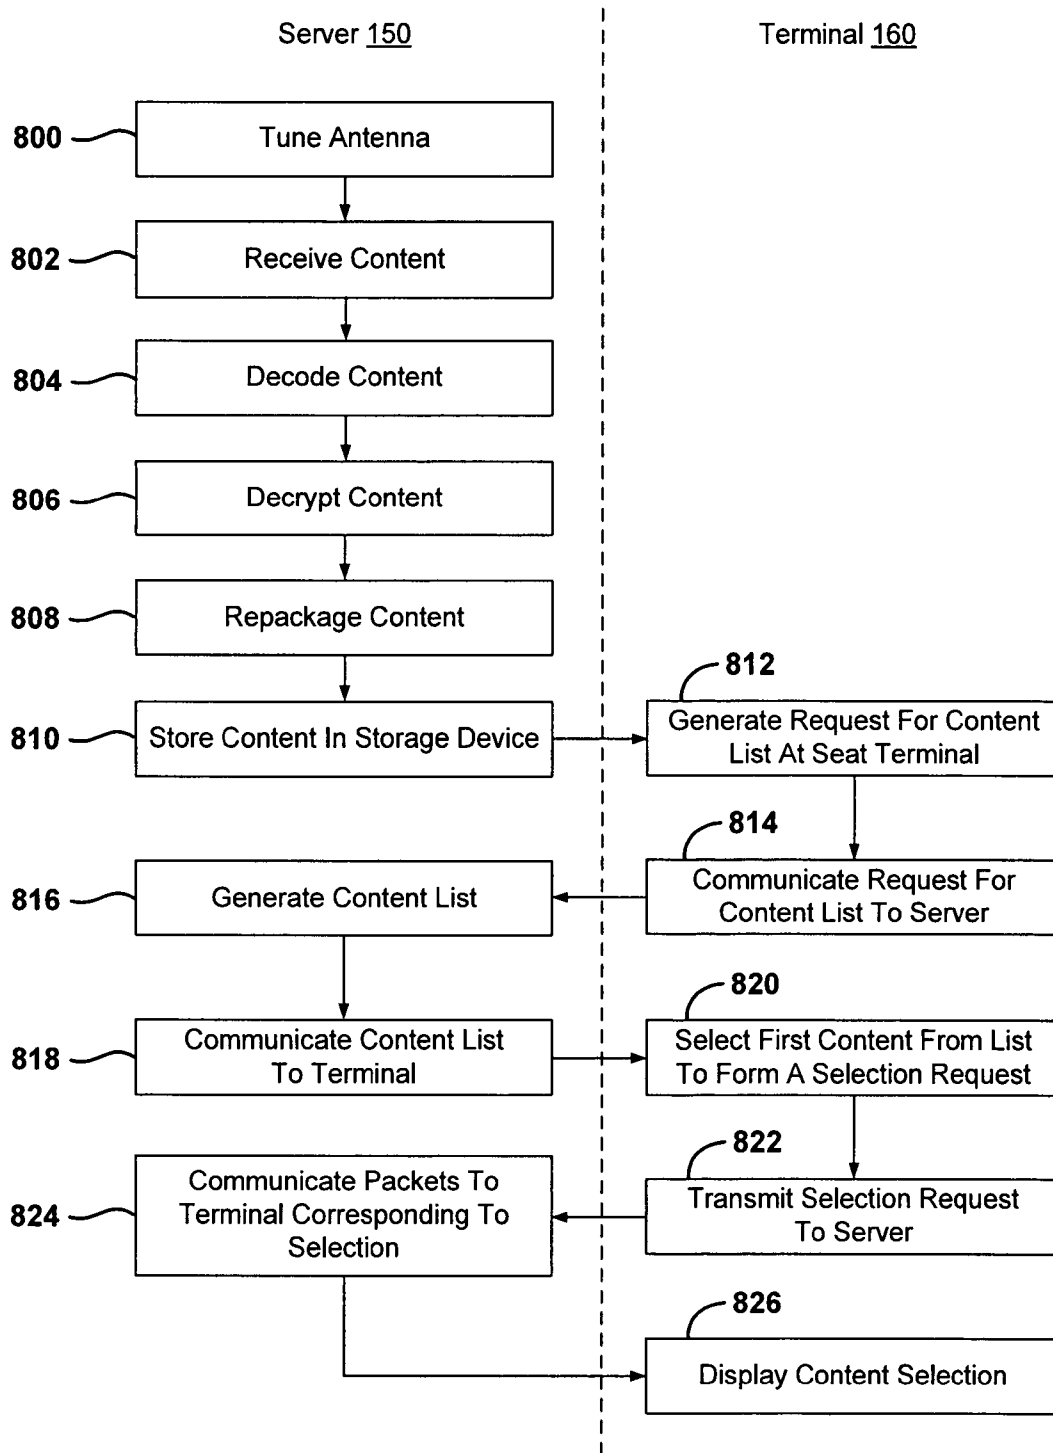 Server 150
Terminal 160
800
Tune Antenna
802
Receive Content
804
Decode Content
806
Decrypt Content
808
Repackage Content
810
Store Content In Storage Device
812
Generate Request For Content
List At Seat Terminal
814
Communicate Request For
Content List To Server
816
Generate Content List
818
Communicate Content List
To Terminal
820
Select First Content From List
To Form A Selection Request
822
Transmit Selection Request
To Server
824
Communicate Packets To
Terminal Corresponding To
Selection
826
Display Content Selection